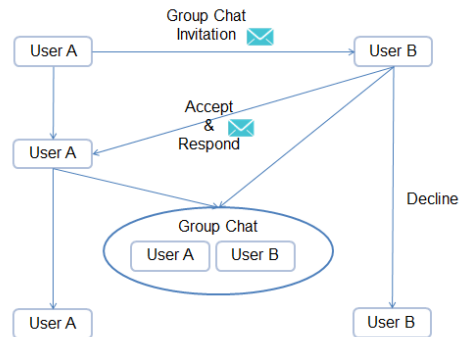 Group Chat
Invitation
User A
User B
Accept
&
Respond
User A
Decline
Group Chat
User A
User B
User A
User B